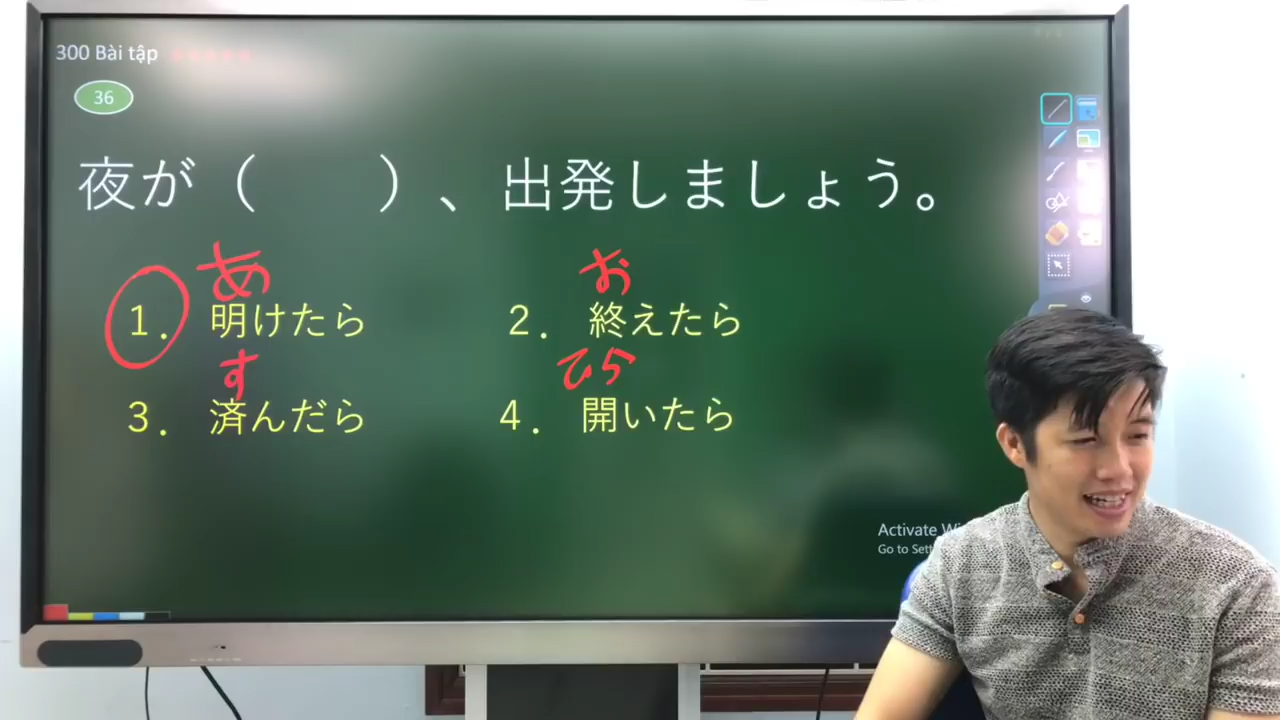 300 Bài tập
36
夜が（　　）、出発しましょう。
あ お
1． 明けたら 2． 終えたら
す ひら
3． 済んだら 4． 開いたら
Activate
Go to